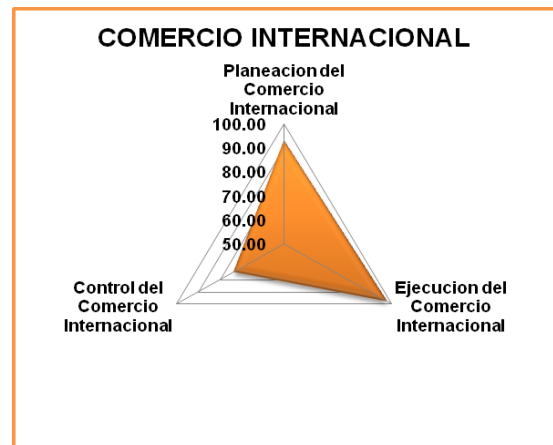 COMERCIO INTERNACIONAL
Planeacion del
Comercio
Internacional
100.00
90.00
80.00
70.00
60.00
50.00
Control del
Comercio
Internacional
Ejecucion del
Comercio
Internacional